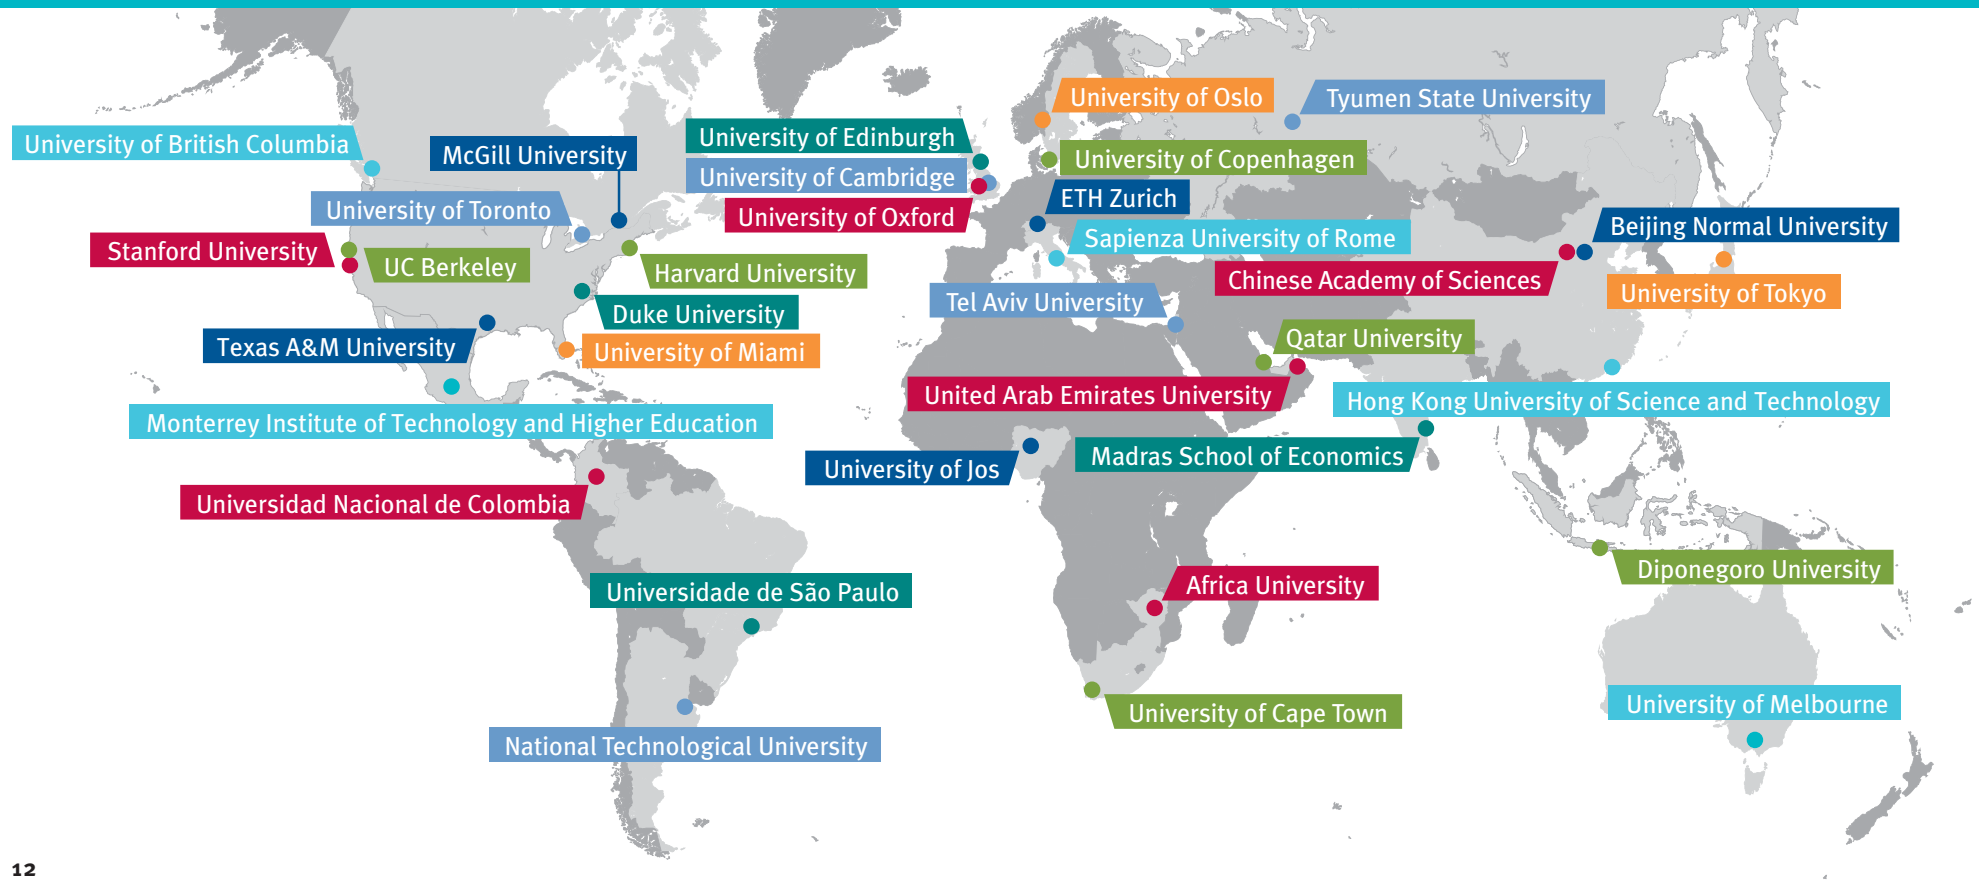 University of Oslo
Tyumen State University
University of British Columbia
McGill University
University of Edinburgh
University of Copenhagen
University of Cambridge
ETH Zurich
University of Toronto
University of Oxford
Beijing Normal University
Stanford University
UC Berkeley
Harvard University
Sapienza University of Rome
Chinese Academy of Sciences
University of Tokyo
Duke University
Tel Aviv University
Texas A&M University
University of Miami
Qatar University
United Arab Emirates University
Hong Kong University of Science and Technology
Monterrey Institute of Technology and Higher Education
University of Jos
Madras School of Economics
Universidad Nacional de Colombia
Diponegoro University
Universidade de São Paulo
Africa University
University of Cape Town
University of Melbourne
National Technological University
12